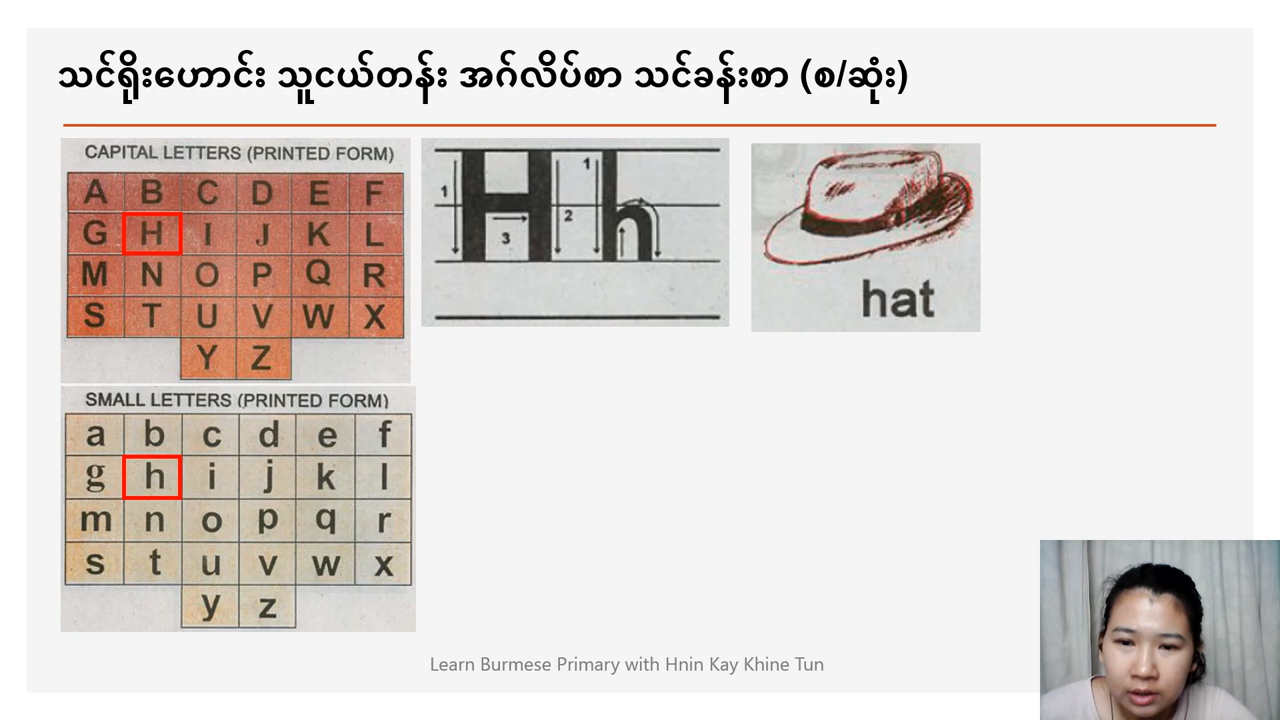 သင်ရိုးဟောင်း သူငယ်တန်း အင်္ဂလိပ်စာ သင်ခန်းစာ (စ/ဆုံး)
CAPITAL LETTERS (PRINTED FORM)
A B C D E F
G H I J K L
M N O P Q R
S T U V W X
Y Z
1 H 2 3 1 h
hat
SMALL LETTERS (PRINTED FORM)
a b c d e f
g h i j k l
m n o p q r
s t u v w x
y z
Learn Burmese Primary with Hnin Kay Khine Tun